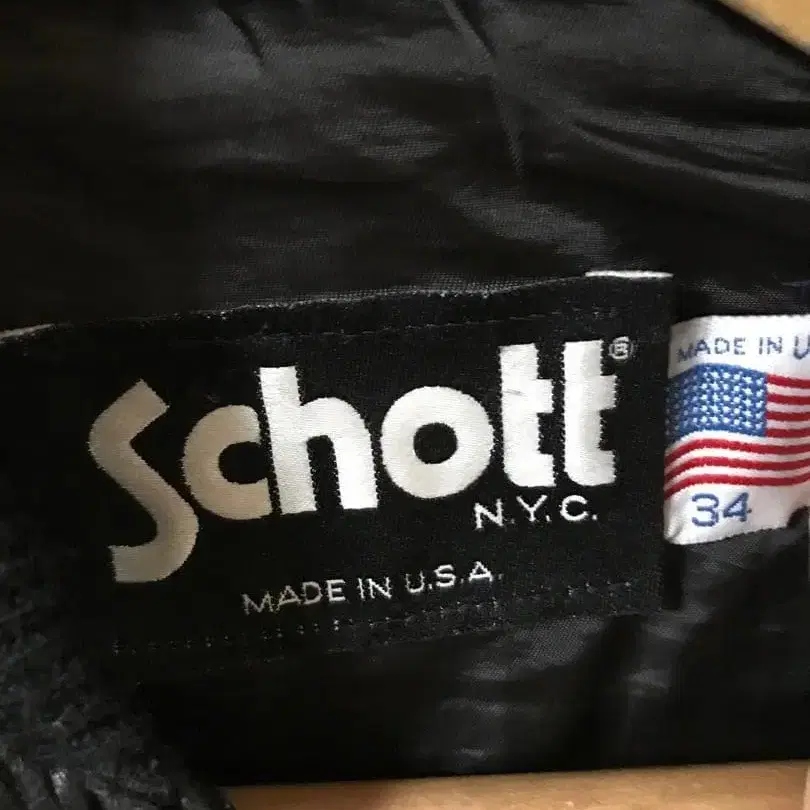 Schott®
N.Y.C.
MADE IN U.S.A.
MADE IN U
34